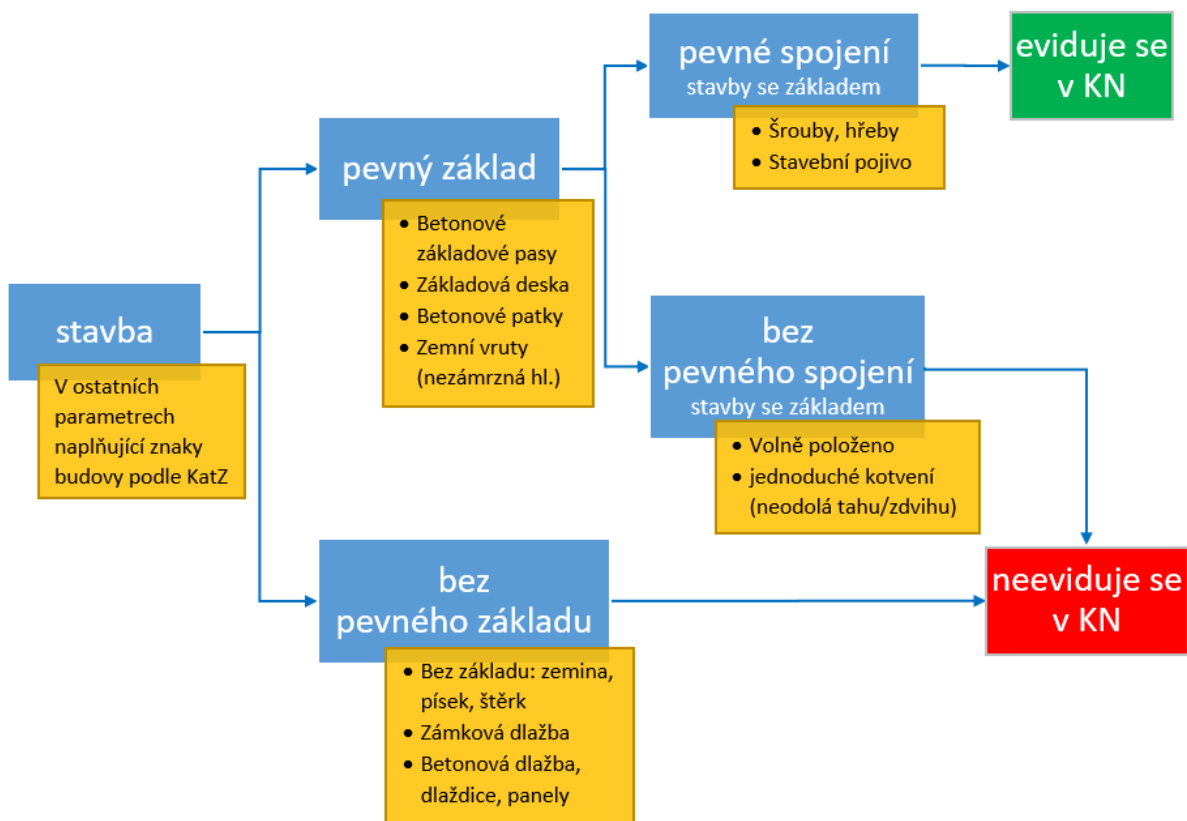 pevné spojení
stavby se základem
• Šrouby, hřeby
• Stavební pojivo
eviduje se
v KN
pevný základ
• Betonové
základové pasy
• Základová deska
• Betonové patky
• Zemní vruty
(nezámrzná hl.)
stavba
V ostatních
parametrech
naplňující znaky
budovy podle KatZ
bez
pevného spojení
stavby se základem
• Volně položeno
• jednoduché kotvení
(neodolá tahu/zdvihu)
bez
pevného základu
• Bez základu: zemina,
písek, štěrk
• Zámková dlažba
• Betonová dlažba,
dlaždice, panely
neeviduje se
v KN